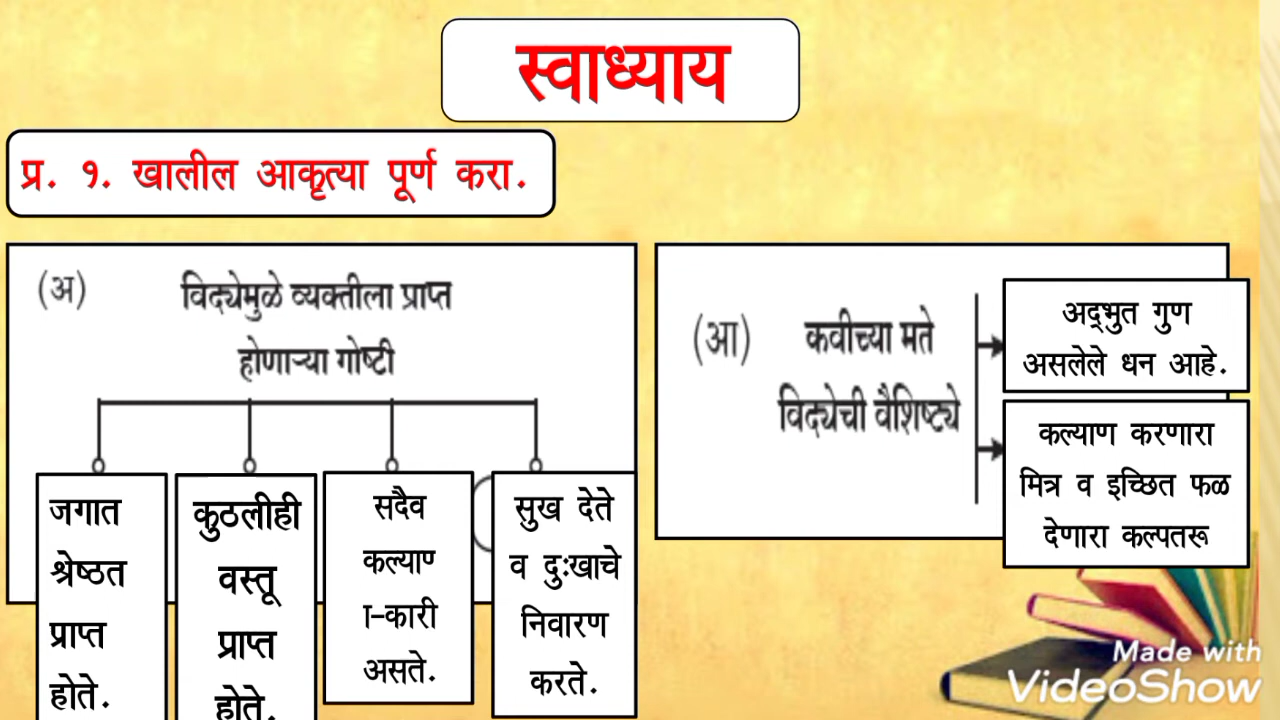 स्वाध्याय
प्र. १. खालील आकृत्या पूर्ण करा.
(अ) विद्येमुळे व्यक्तीला प्राप्त
होणाऱ्या गोष्टी
जगात
श्रेष्ठत
प्राप्त
होते.
कुठलीही
वस्तू
प्राप्त
होते.
सदैव
कल्याण
ा-कारी
असते.
सुख देते
व दुःखाचे
निवारण
करते.
(आ) कवीच्या मते
विद्येची वैशिष्ट्ये
अद्‌भुत गुण
असलेले धन आहे.
कल्याण करणारा
मित्र व इच्छित फळ
देणारा कल्पतरू
Made with
VideoShow